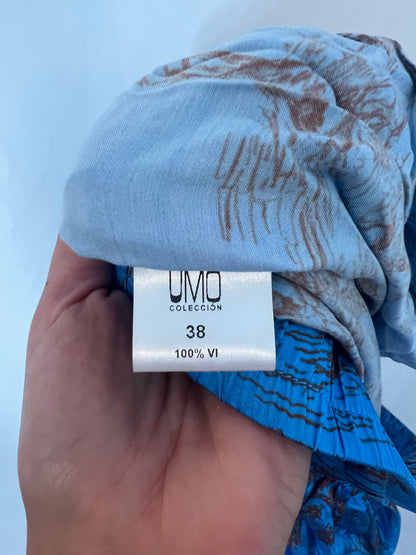 UMO
COLECCIÓN
38
100% VI